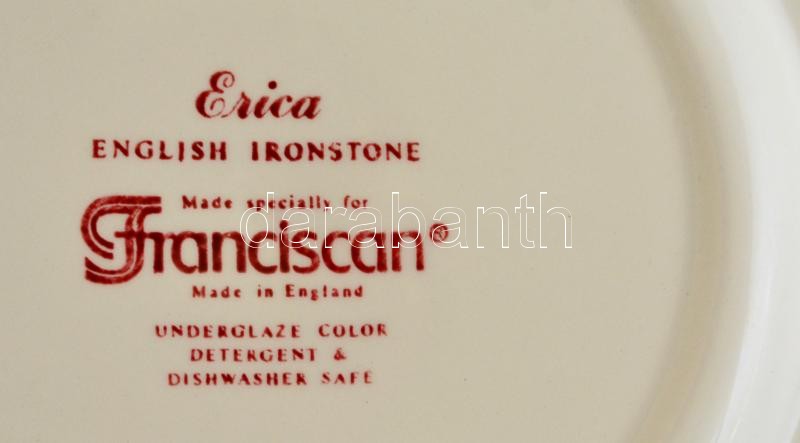 Erica
ENGLISH IRONSTONE
Made specially for
Franciscan®
darabanth
Made in England
UNDERGLAZE COLOR
DETERGENT &
DISHWASHER SAFE